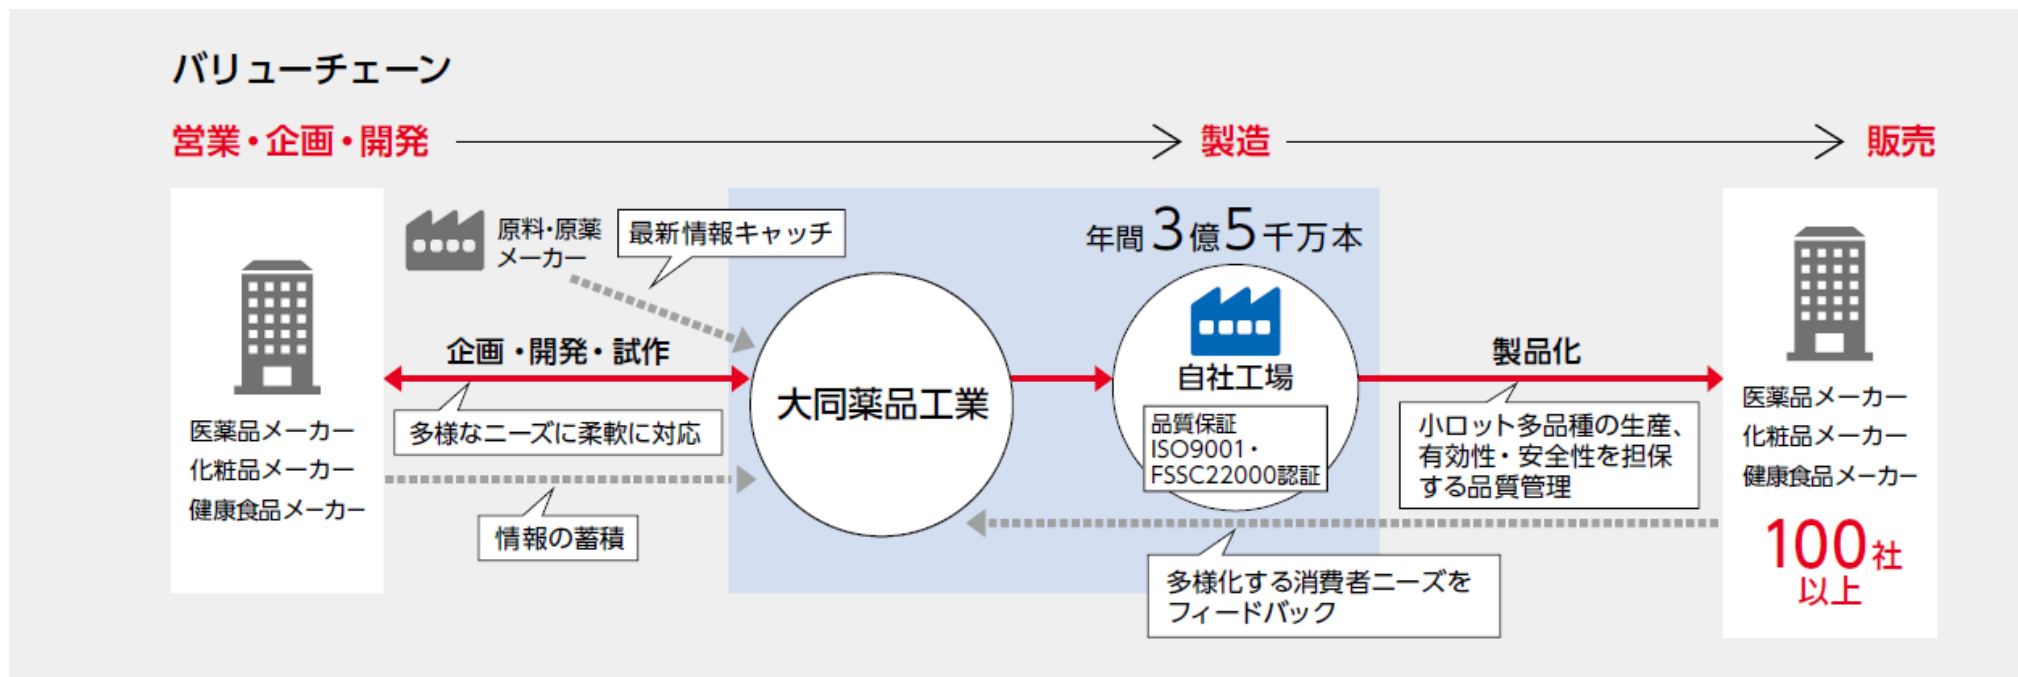 バリューチェーン
営業・企画・開発
製造
販売
医薬品メーカー
化粧品メーカー
健康食品メーカー
原料・原薬
メーカー
最新情報キャッチ
企画・開発・試作
多様なニーズに柔軟に対応
情報の蓄積
大同薬品工業
年間3億5千万本
自社工場
品質保証
ISO9001・
FSSC22000認証
製品化
小ロット多品種の生産、
有効性・安全性を担保
する品質管理
多様化する消費者ニーズを
フィードバック
医薬品メーカー
化粧品メーカー
健康食品メーカー
100社
以上